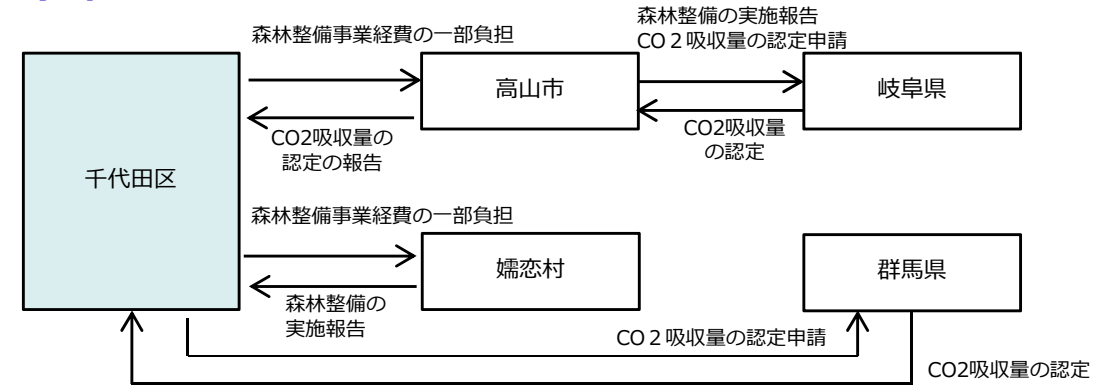 森林整備の実施報告
CO２吸収量の認定申請
森林整備事業経費の一部負担
高山市
岐阜県
CO2吸収量の
認定の報告
CO2吸収量
の認定
千代田区
森林整備事業経費の一部負担
嬬恋村
群馬県
森林整備の
実施報告
CO２吸収量の認定申請
CO2吸収量の認定